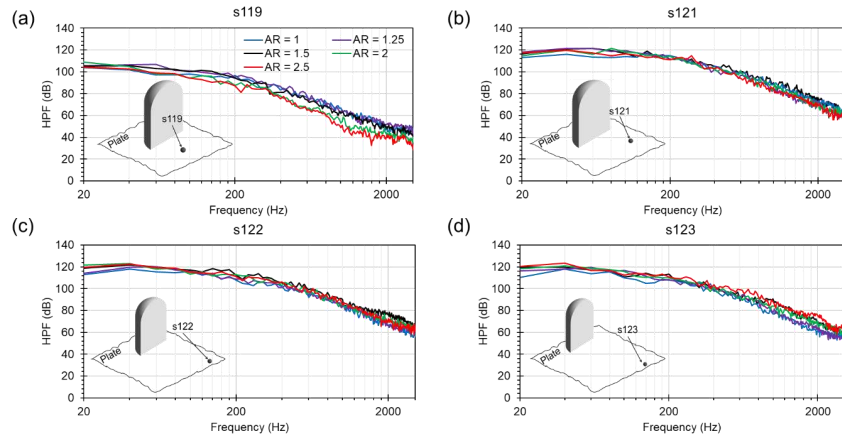 (a)
s119
HPF (dB)
140
120
100
80
60
40
20
0
AR = 1
AR = 1.25
AR = 1.5
AR = 2
AR = 2.5
s119
Plate
20
200
2000
Frequency (Hz)
(b)
s121
HPF (dB)
140
120
100
80
60
40
20
0
s121
Plate
20
200
2000
Frequency (Hz)
(c)
s122
HPF (dB)
140
120
100
80
60
40
20
0
s122
Plate
20
200
2000
Frequency (Hz)
(d)
s123
HPF (dB)
140
120
100
80
60
40
20
0
s123
Plate
20
200
2000
Frequency (Hz)